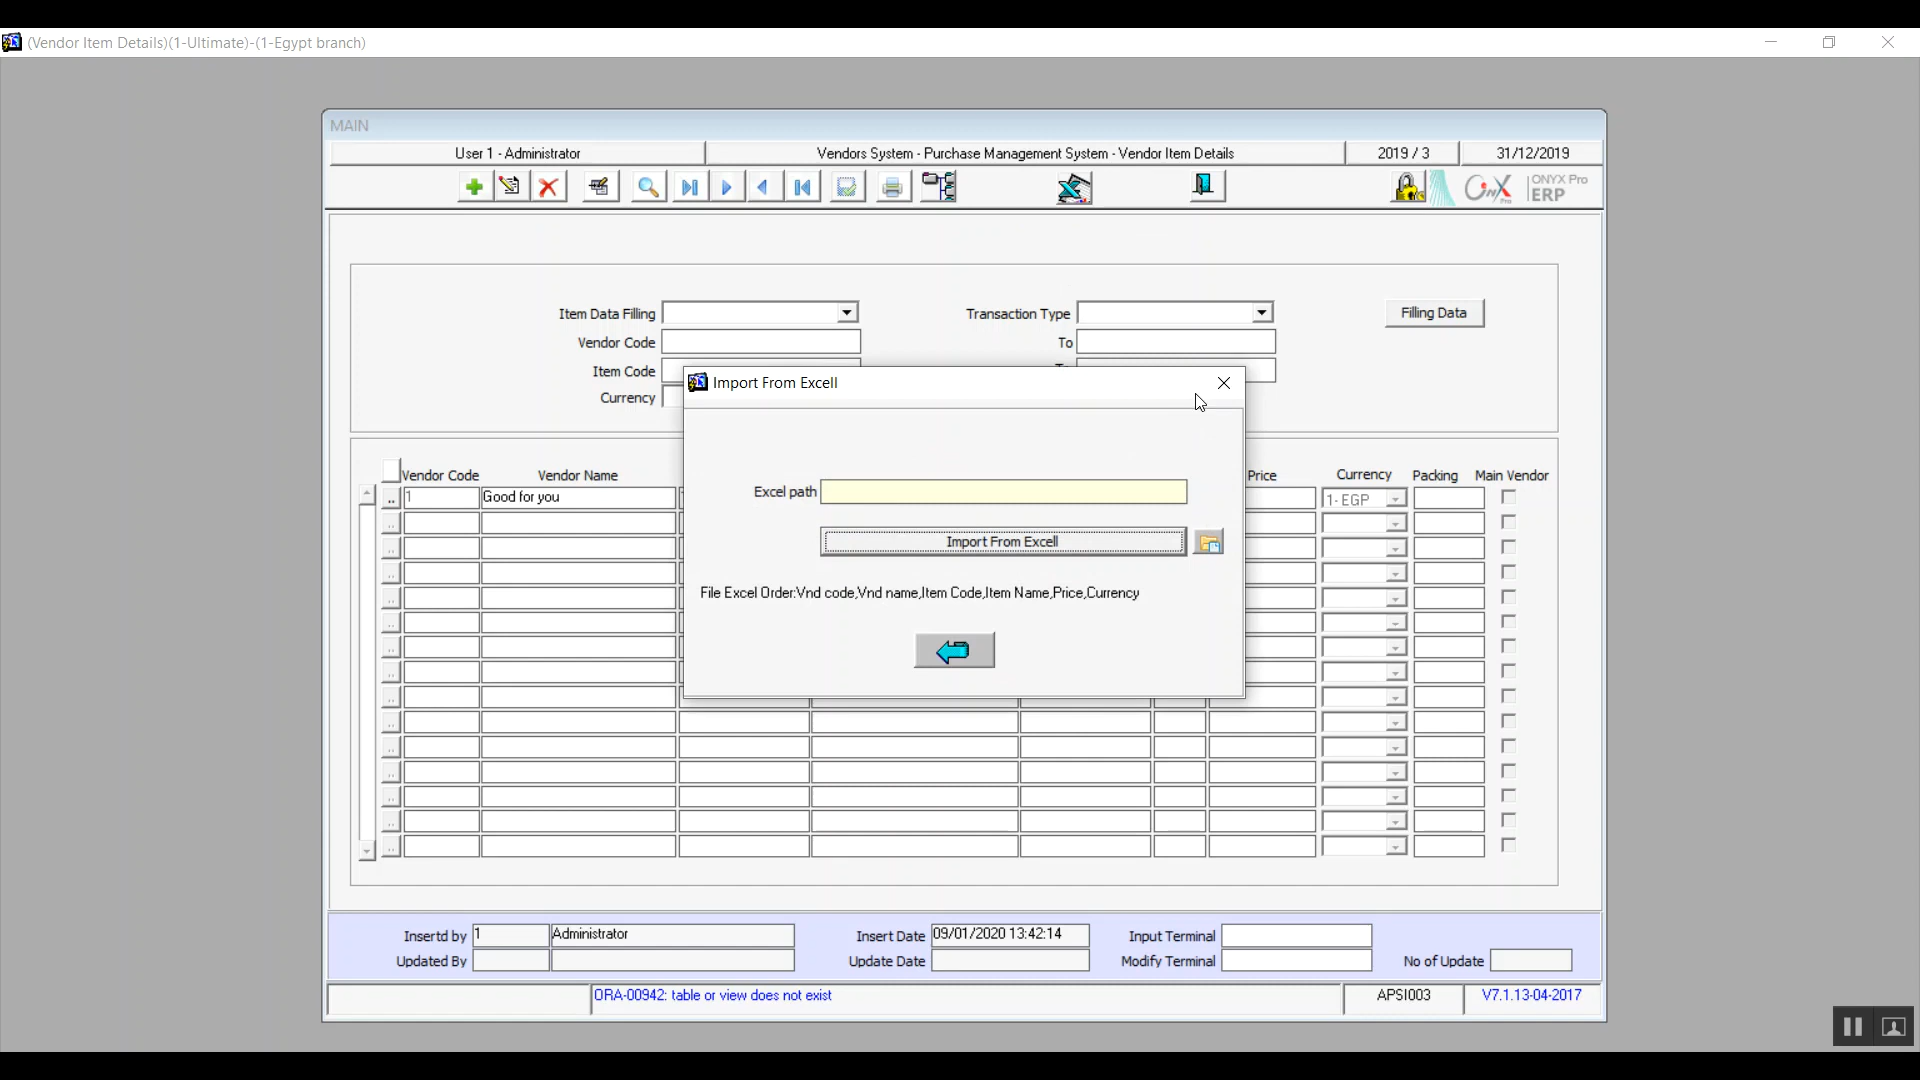 (Vendor Item Details)(1-Ultimate)-(1-Egypt branch)
MAIN
User 1 - Administrator
Vendors System - Purchase Management System - Vendor Item Details
2019 / 3
31/12/2019
Onyx Pro
ONYX Pro
ERP
Item Data Filling
Transaction Type
Filling Data
Vendor Code
To
Item Code
Currency
Import From Excell
Excel path
Import From Excell
File Excel Order:Vnd code,Vnd name,Item Code,Item Name,Price,Currency
Vendor Code
Vendor Name
Price
Currency
Packing
Main Vendor
1
Good for you
1- EGP
Insertd by
1
Administrator
Insert Date
09/01/2020 13:42:14
Input Terminal
Updated By
Update Date
Modify Terminal
No of Update
ORA-00942: table or view does not exist
APSI003
V7.1.13-04-2017